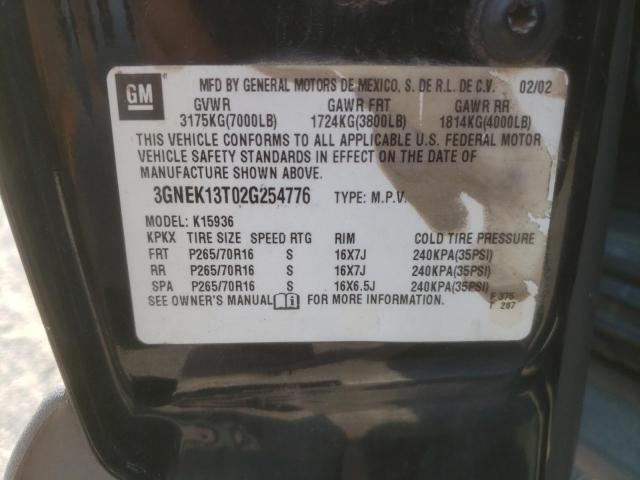 GM
MFD BY GENERAL MOTORS DE MEXICO, S. DE R.L. DE C.V. 02/02
GVWR GAWR FRT GAWR RR
3175KG(7000LB) 1724KG(3800LB) 1814KG(4000LB)
THIS VEHICLE CONFORMS TO ALL APPLICABLE U.S. FEDERAL MOTOR
VEHICLE SAFETY STANDARDS IN EFFECT ON THE DATE OF
MANUFACTURE SHOWN ABOVE.
3GNEK13T02G254776 TYPE: M.P.V.
MODEL: K15936
KPKX TIRE SIZE SPEED RTG RIM COLD TIRE PRESSURE
FRT P265/70R16 S 16X7J 240KPA(35PSI)
RR P265/70R16 S 16X7J 240KPA(35PSI)
SPA P265/70R16 S 16X6.5J 240KPA(35PSI)
SEE OWNER'S MANUAL FOR MORE INFORMATION. F 375
T 287